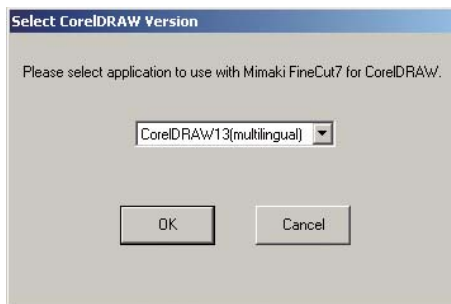 Select CorelDRAW Version
Please select application to use with Mimaki FineCut7 for CorelDRAW.
CorelDRAW13(multilingual)
OK
Cancel